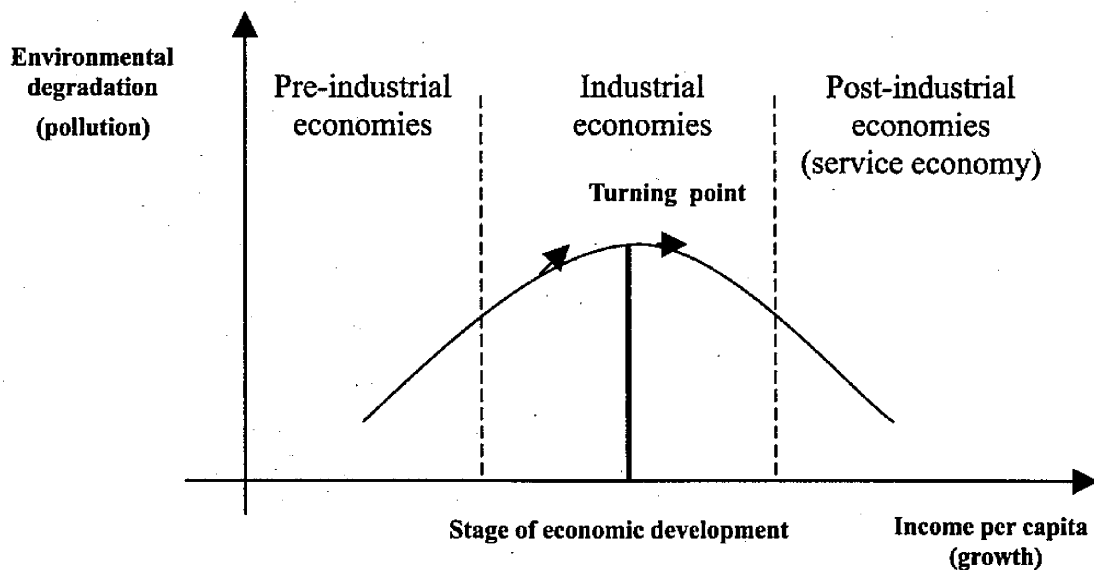 Environmental
degradation
(pollution)
Pre-industrial
economies
Industrial
economies
Post-industrial
economies
(service economy)
Turning point
Stage of economic development
Income per capita
(growth)